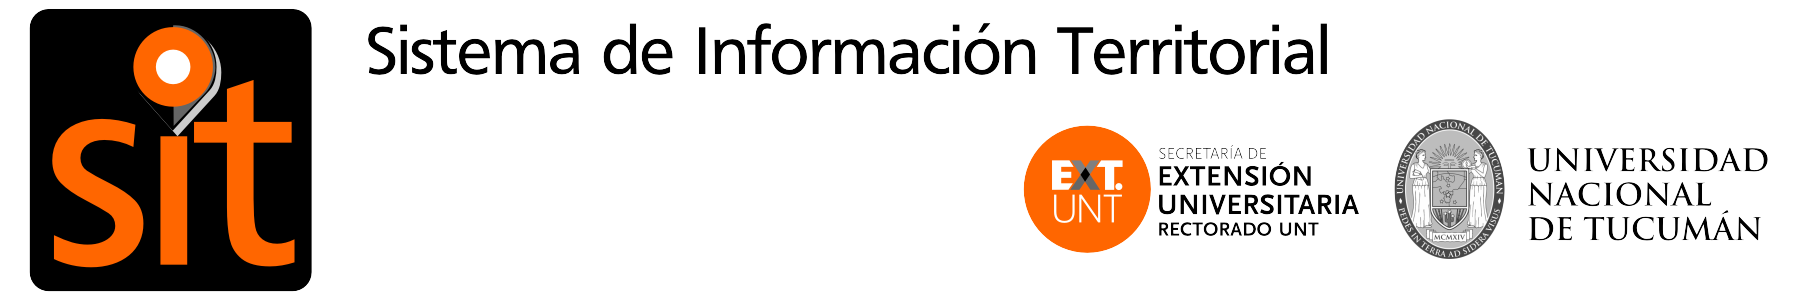 sit
Sistema de Información Territorial
EXT.
UNT
SECRETARÍA DE
EXTENSIÓN
UNIVERSITARIA
RECTORADO UNT
UNIVERSIDAD NACIONAL DE TUCUMAN
MCMXIV
PEDES IN TERRA AD SIDERA VISUS
UNIVERSIDAD
NACIONAL
DE TUCUMÁN